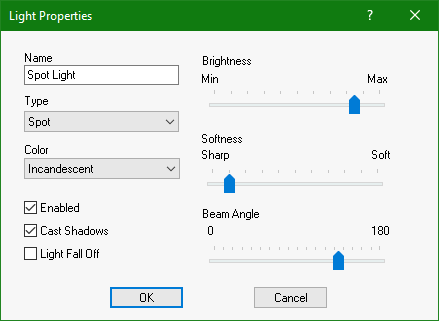 Light Properties ?
Name
Spot Light
Type
Spot
Color
Incandescent
Enabled
Cast Shadows
Light Fall Off
Brightness
Min Max
Softness
Sharp Soft
Beam Angle
0 180
OK Cancel